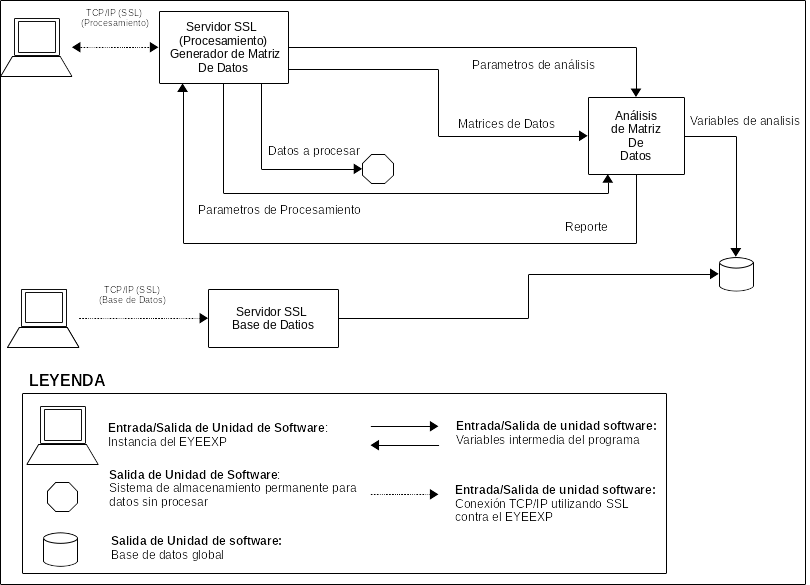 TCP/IP (SSL)
(Procesamiento)
Servidor SSL
(Procesamiento)
Generador de Matriz
De Datos
Parametros de análisis
Matrices de Datos
Análisis
de Matriz
De
Datos
Variables de analisis
Datos a procesar
Parametros de Procesamiento
Reporte
TCP/IP (SSL)
(Base de Datos)
Servidor SSL
Base de Datios
LEYENDA
Entrada/Salida de Unidad de Software:
Instancia del EYEEXP
Entrada/Salida de unidad software:
Variables intermedia del programa
Salida de Unidad de Software:
Sistema de almacenamiento permanente para
datos sin procesar
Entrada/Salida de unidad software:
Conexión TCP/IP utilizando SSL
contra el EYEEXP
Salida de Unidad de software:
Base de datos global